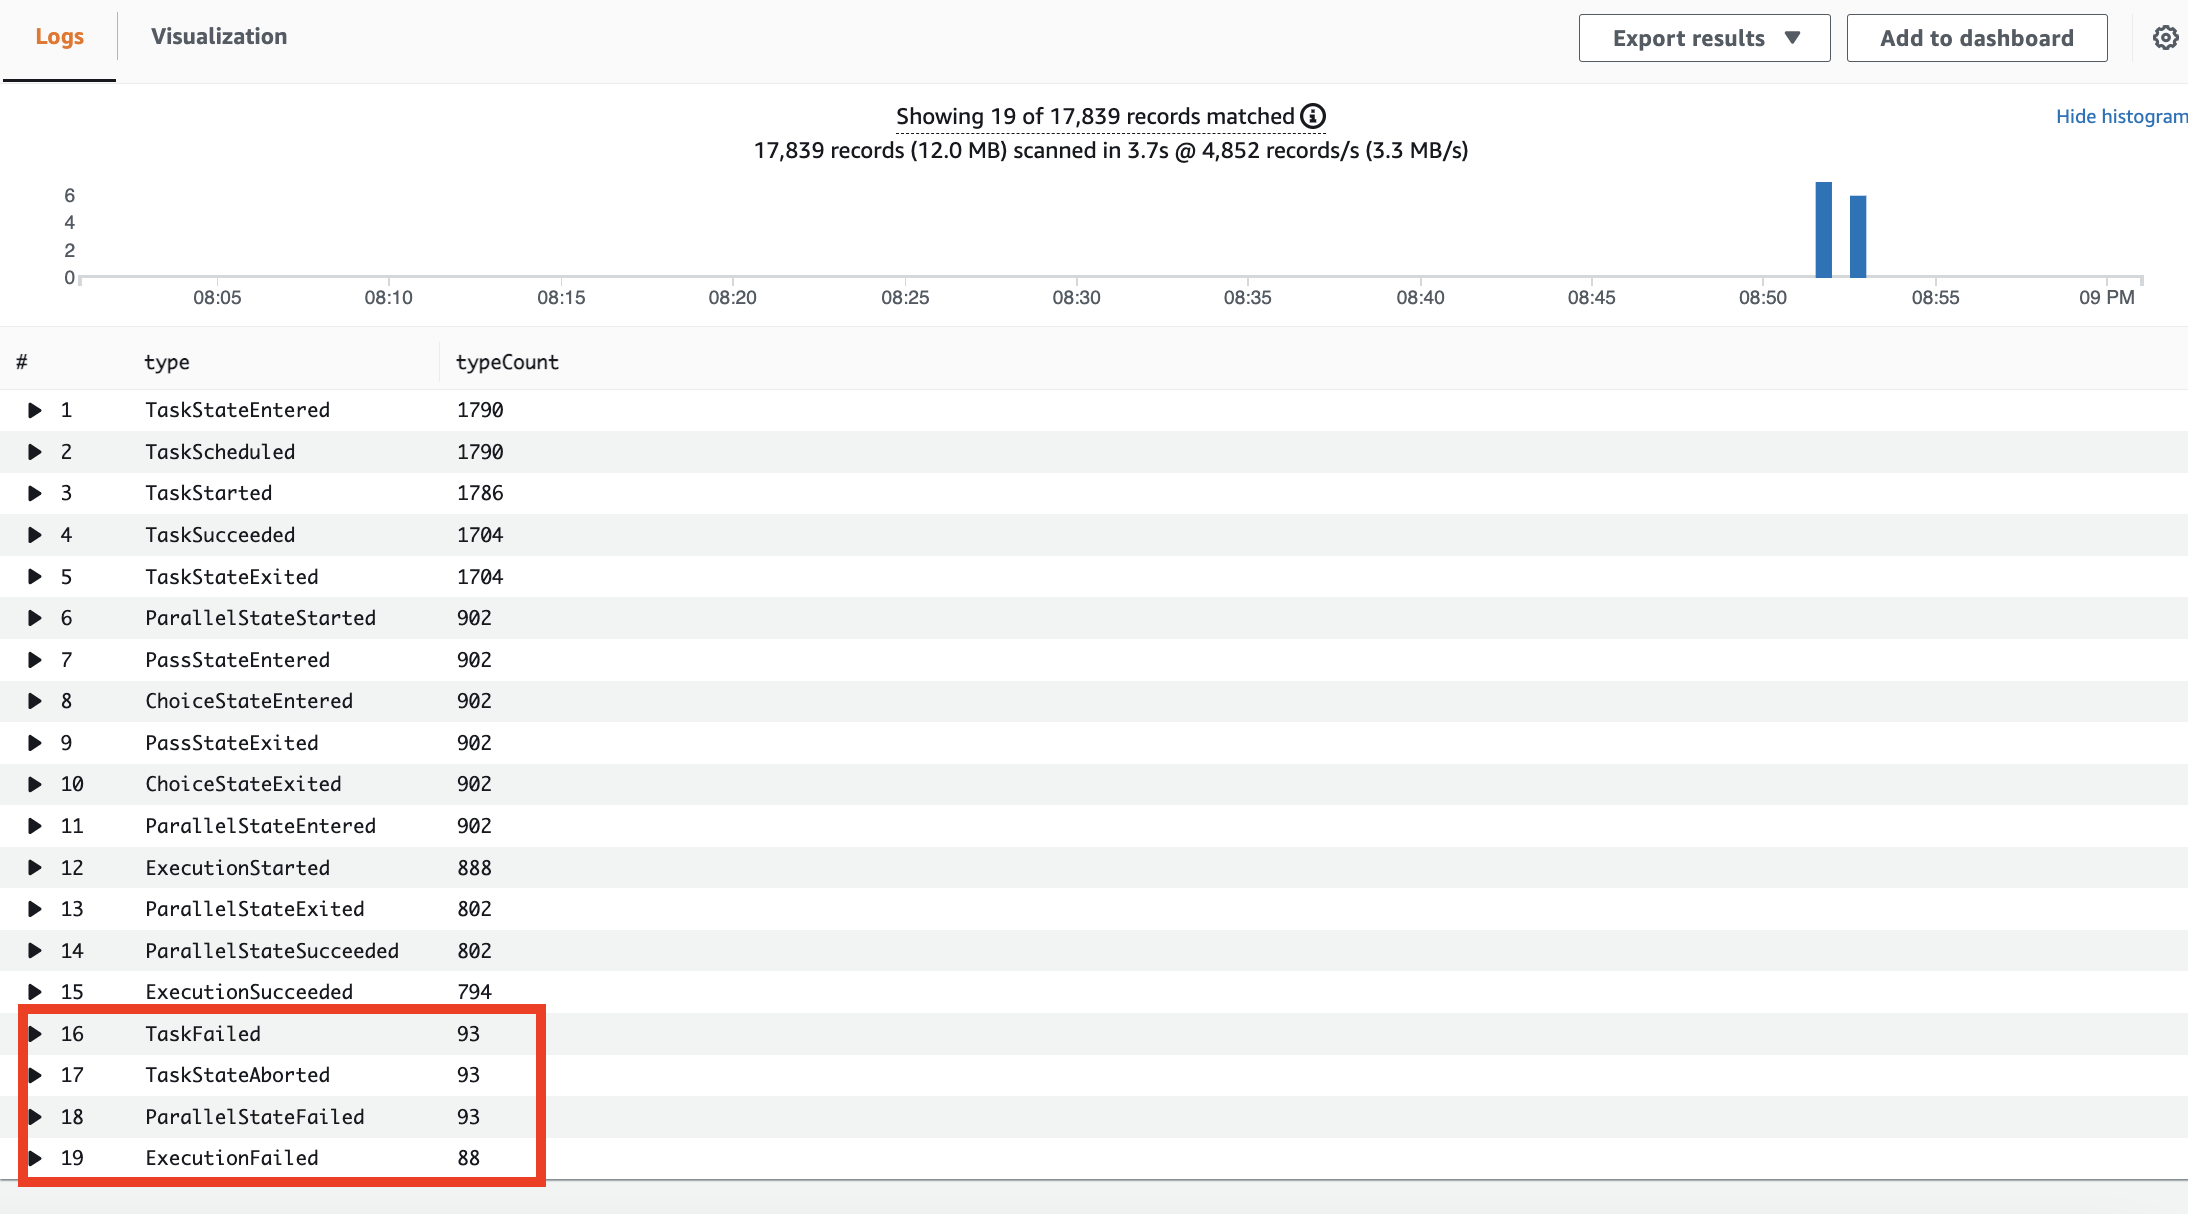 Logs Visualization Export results Add to dashboard
Showing 19 of 17,839 records matched
Hide histogram
17,839 records (12.0 MB) scanned in 3.7s @ 4,852 records/s (3.3 MB/s)
6
4
2
0
08:05 08:10 08:15 08:20 08:25 08:30 08:35 08:40 08:45 08:50 08:55 09 PM
# type typeCount
1 TaskStateEntered 1790
2 TaskScheduled 1790
3 TaskStarted 1786
4 TaskSucceeded 1704
5 TaskStateExited 1704
6 ParallelStateStarted 902
7 PassStateEntered 902
8 ChoiceStateEntered 902
9 PassStateExited 902
10 ChoiceStateExited 902
11 ParallelStateEntered 902
12 ExecutionStarted 888
13 ParallelStateExited 802
14 ParallelStateSucceeded 802
15 ExecutionSucceeded 794
16 TaskFailed 93
17 TaskStateAborted 93
18 ParallelStateFailed 93
19 ExecutionFailed 88